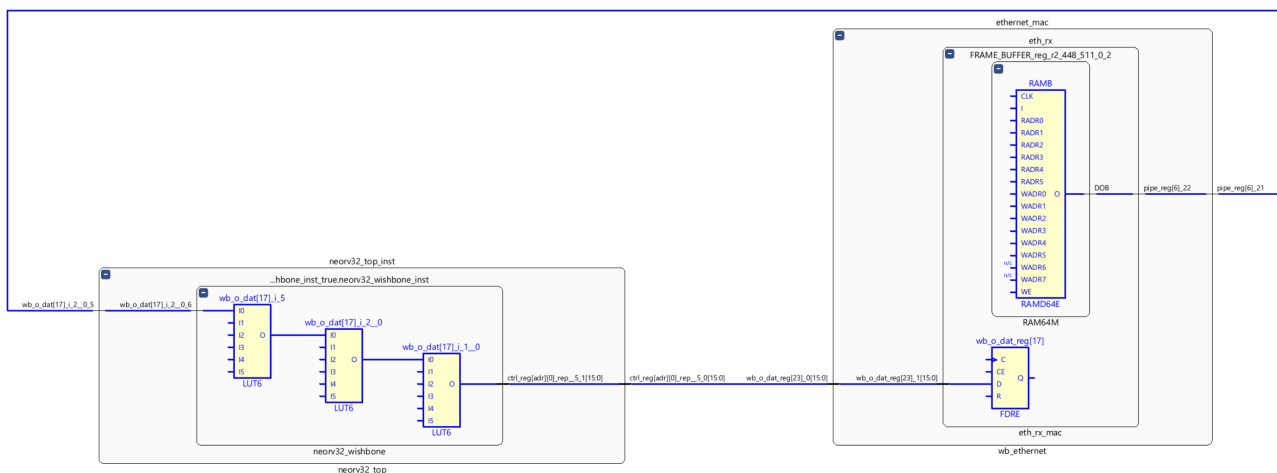 ethernet_mac
eth_rx
FRAME_BUFFER_reg_r2_448_511_0_2
RAMB
CLK
I
RADR0
RADR1
RADR2
RADR3
RADR4
RADR5
WADR0
O
WADR1
WADR2
WADR3
WADR4
WADR5
n/c
WADR6
n/c
WADR7
WE
RAMD64E
RAM64M
DOB
pipe_reg[6]_22
pipe_reg[6]_21
neorv32_top_inst
...hbone_inst_true.neorv32_wishbone_inst
wb_o_dat[17]_i_2__0_5
wb_o_dat[17]_i_2__0_6
wb_o_dat[17]_i_5
I0
I1
I2
O
I3
I4
I5
LUT6
wb_o_dat[17]_i_2__0
I0
I1
I2
O
I3
I4
I5
LUT6
wb_o_dat[17]_i_1__0
I0
I1
I2
O
I3
I4
I5
LUT6
ctrl_reg[adr][0]_rep__5_1[15:0]
ctrl_reg[adr][0]_rep__5_0[15:0]
wb_o_dat_reg[23]_0[15:0]
wb_o_dat_reg[23]_1[15:0]
wb_o_dat_reg[17]
C
CE
Q
D
R
FDRE
eth_rx_mac
wb_ethernet
neorv32_wishbone
neorv32_top